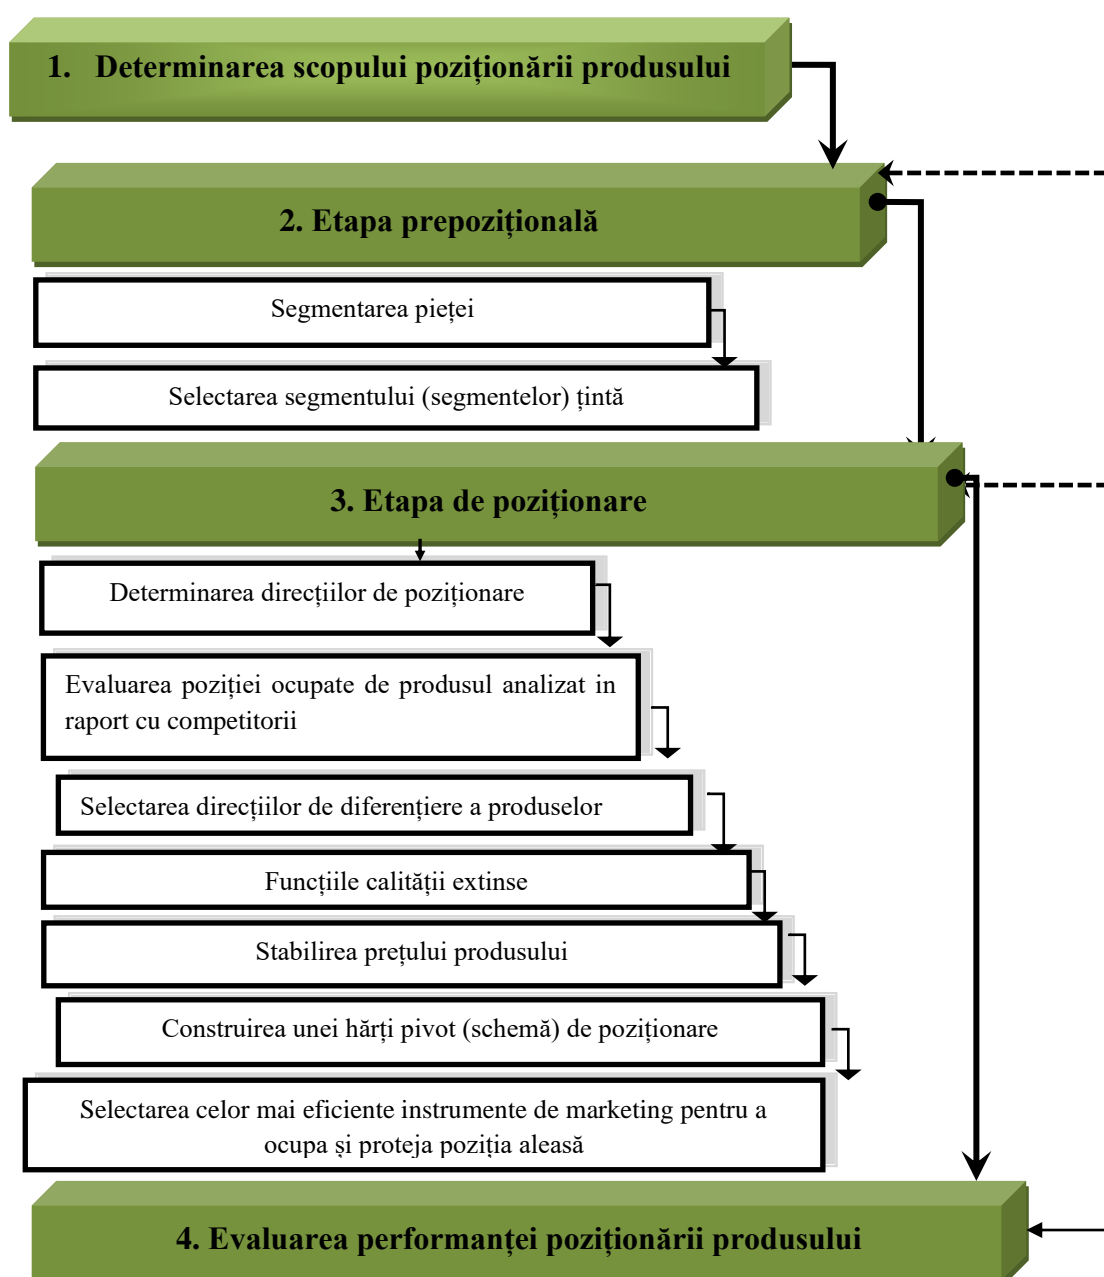 1. Determinarea scopului poziționării produsului
2. Etapa prepozițională
Segmentarea pieței
Selectarea segmentului (segmentelor) țintă
3. Etapa de poziționare
Determinarea direcțiilor de poziționare
Evaluarea poziției ocupate de produsul analizat in
raport cu competitorii
Selectarea direcțiilor de diferențiere a produselor
Funcțiile calității extinse
Stabilirea prețului produsului
Construirea unei hărți pivot (schemă) de poziționare
Selectarea celor mai eficiente instrumente de marketing pentru a
ocupa și proteja poziția aleasă
4. Evaluarea performanței poziționării produsului